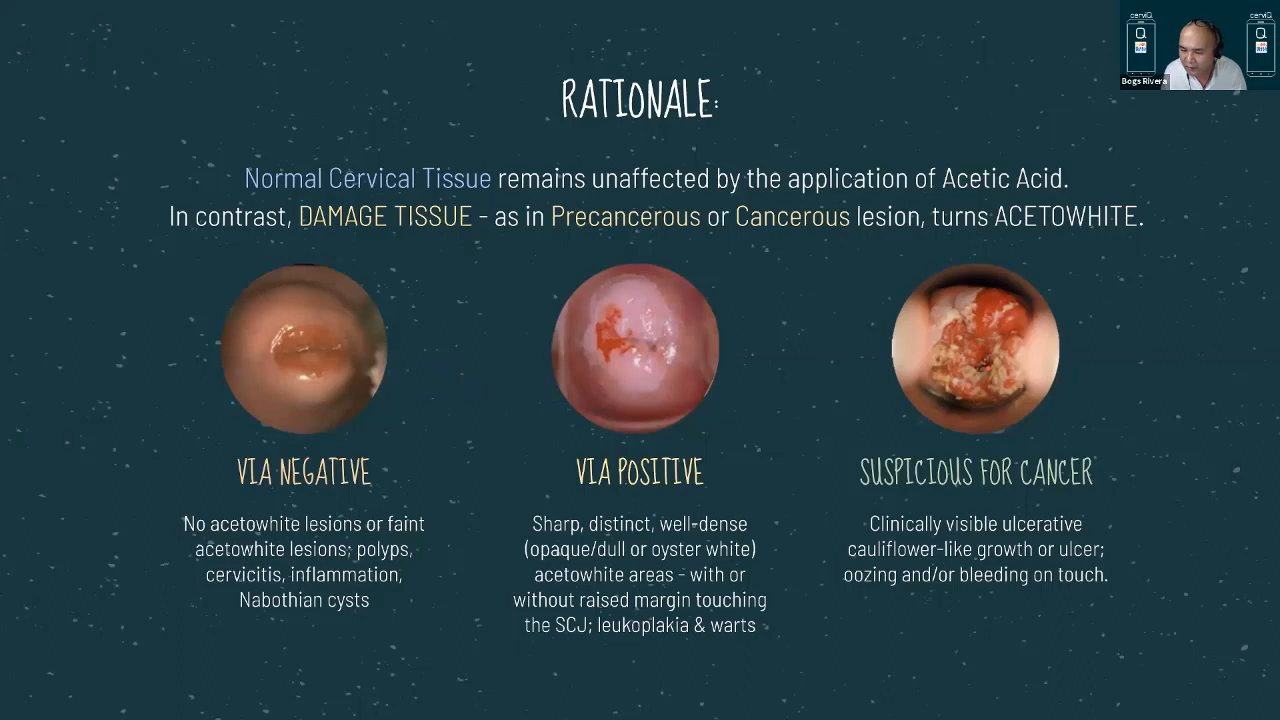 cerviQ
cerviQ
Q
Q
Bogs Rivera
RATIONALE:
Normal Cervical Tissue remains unaffected by the application of Acetic Acid.
In contrast, DAMAGE TISSUE - as in Precancerous or Cancerous lesion, turns ACETOWHITE.
VIA NEGATIVE
No acetowhite lesions or faint
acetowhite lesions; polyps,
cervicitis, inflammation,
Nabothian cysts
VIA POSITIVE
Sharp, distinct, well-dense
(opaque/dull or oyster white)
acetowhite areas - with or
without raised margin touching
the SCJ; leukoplakia & warts
SUSPICIOUS FOR CANCER
Clinically visible ulcerative
cauliflower-like growth or ulcer;
oozing and/or bleeding on touch.